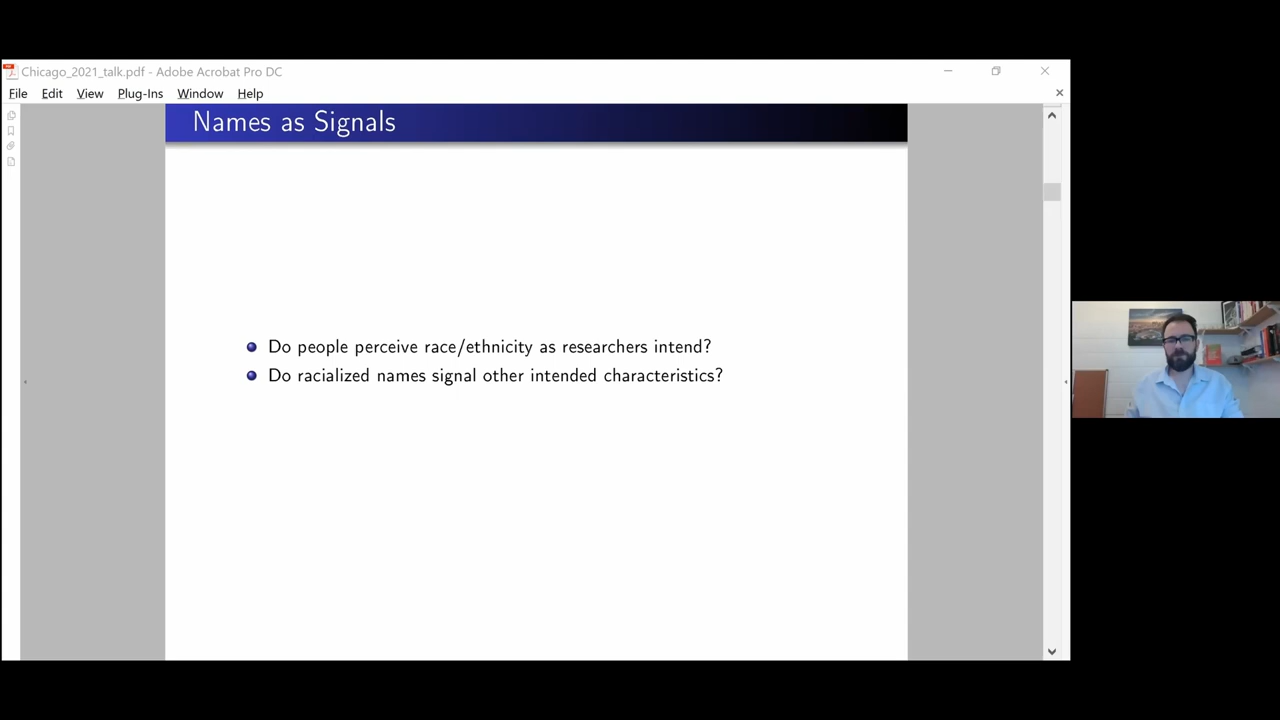 Chicago_2021_talk.pdf - Adobe Acrobat Pro DC
File Edit View Plug-Ins Window Help
Names as Signals
Do people perceive race/ethnicity as researchers intend?
Do racialized names signal other intended characteristics?